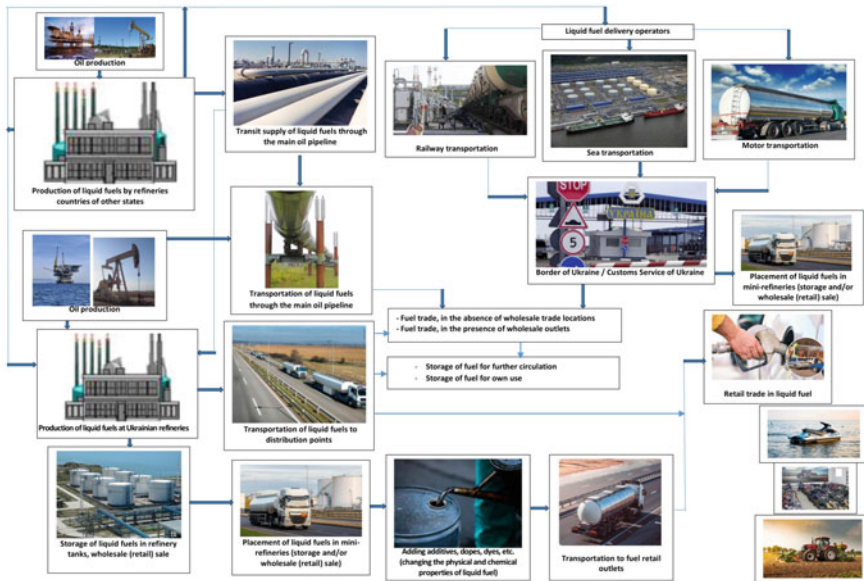 Liquid fuel delivery operators
Oil production
Transit supply of liquid fuels through
the main oil pipeline
Railway transportation
Sea transportation
Motor transportation
Production of liquid fuels by refineries
countries of other states
STOP
УКРАЇНА
5
Border of Ukraine / Customs Service of Ukraine
Placement of liquid fuels in
mini-refineries (storage and/or
wholesale (retail) sale)
Oil production
Transportation of liquid fuels
through the main oil pipeline
- Fuel trade, in the absence of wholesale trade locations
- Fuel trade, in the presence of wholesale outlets
- Storage of fuel for further circulation
- Storage of fuel for own use
Retail trade in liquid fuel
Production of liquid fuels at Ukrainian refineries
Transportation of liquid fuels to
distribution points
Storage of liquid fuels in refinery
tanks, wholesale (retail) sale
Placement of liquid fuels in mini-
refineries (storage and/or
wholesale (retail) sale)
Adding additives, dopes, dyes, etc.
(changing the physical and chemical
properties of liquid fuel)
Transportation to fuel retail
outlets